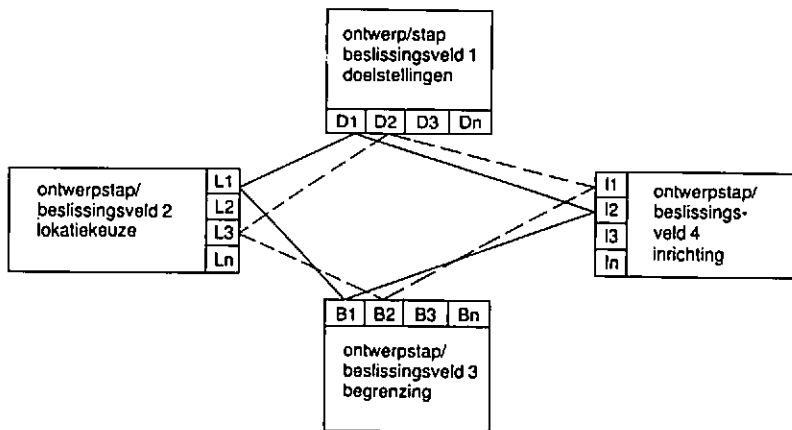 ontwerp/stap
beslissingsveld 1
doelstellingen
D1 D2 D3 Dn
ontwerpstap/
beslissingsveld 2
lokatiekeuze
L1
L2
L3
Ln
I1
I2
I3
In
ontwerpstap/
beslissings-
veld 4
inrichting
B1 B2 B3 Bn
ontwerpstap/
beslissingsveld 3
begrenzing